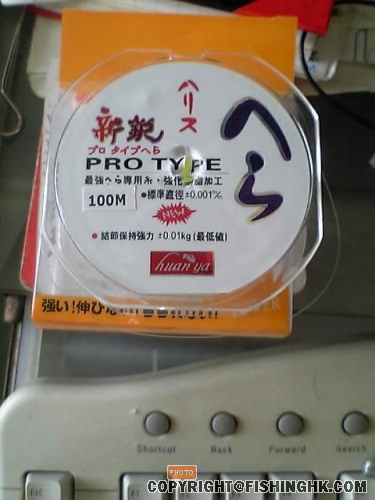 ハリス
へら
新鋭
プロ タイプへら
PRO TYPE
最強へら専用糸・強化樹脂加工
100M
●標準直径±0.001%
NEW
●結節保持強力 ±0.01kg(最低値)
huan ya
強い!伸び
Shortcut
Back
Forward
Search
Esc
F1
PHOTO
COPYRIGHT@FISHINGHK.COM